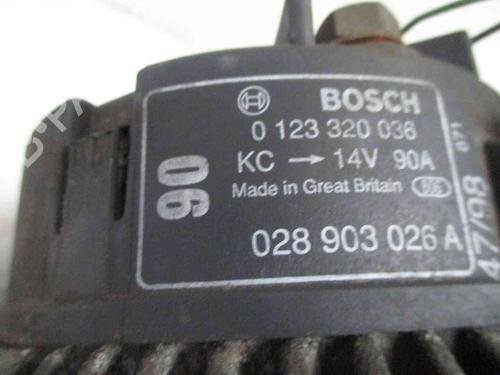 BOSCH
0 123 320 036
KC → 14V 90A
Made in Great Britain
028 903 026 A
90
47/98